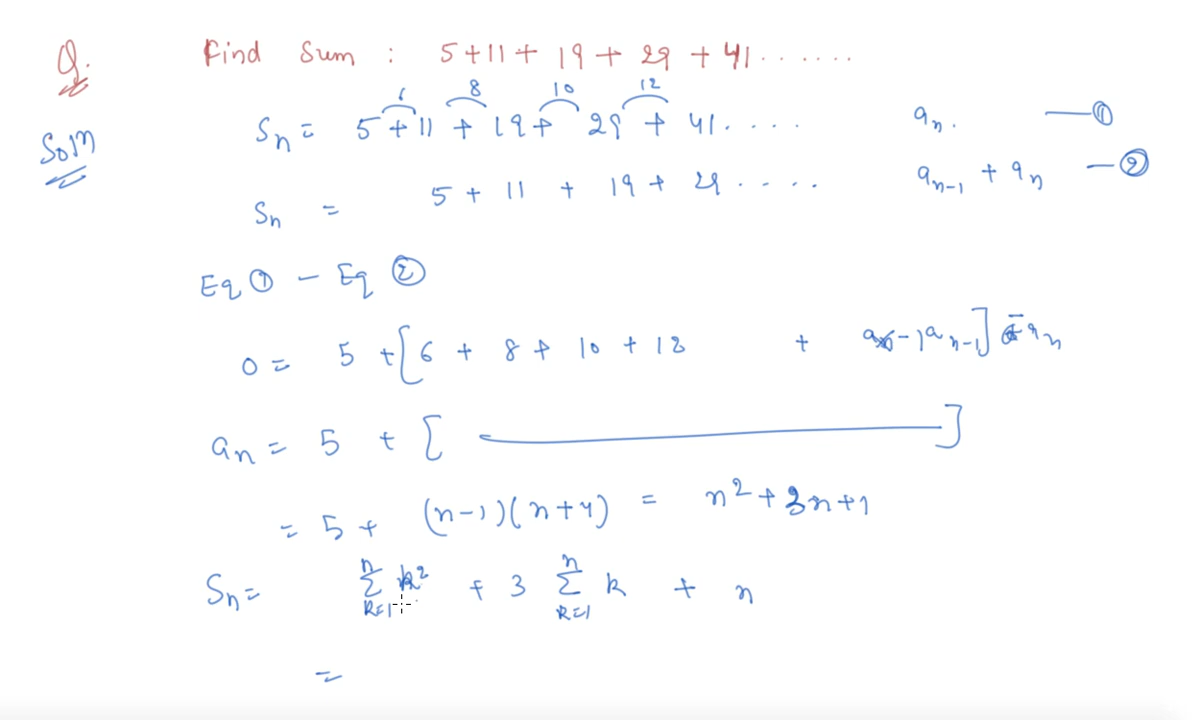 Q. Find Sum : 5+11+ 19 + 29 + 41 . . . . . .
6 8 10 12
Soln Sn = 5 + 11 + 19 + 29 + 41 . . . . an. —①
Sn = 5 + 11 + 19 + 29 . . . . an-1 + an —②
Eq ① – Eq ②
0 = 5 + [6 + 8 + 10 + 12 + an-1] - an
an = 5 + [ ——— ]
= 5 + (n-1)(n+4) = n² + 3n + 1
Sn = n Σ k=1 k² + 3 n Σ k=1 k + n
=